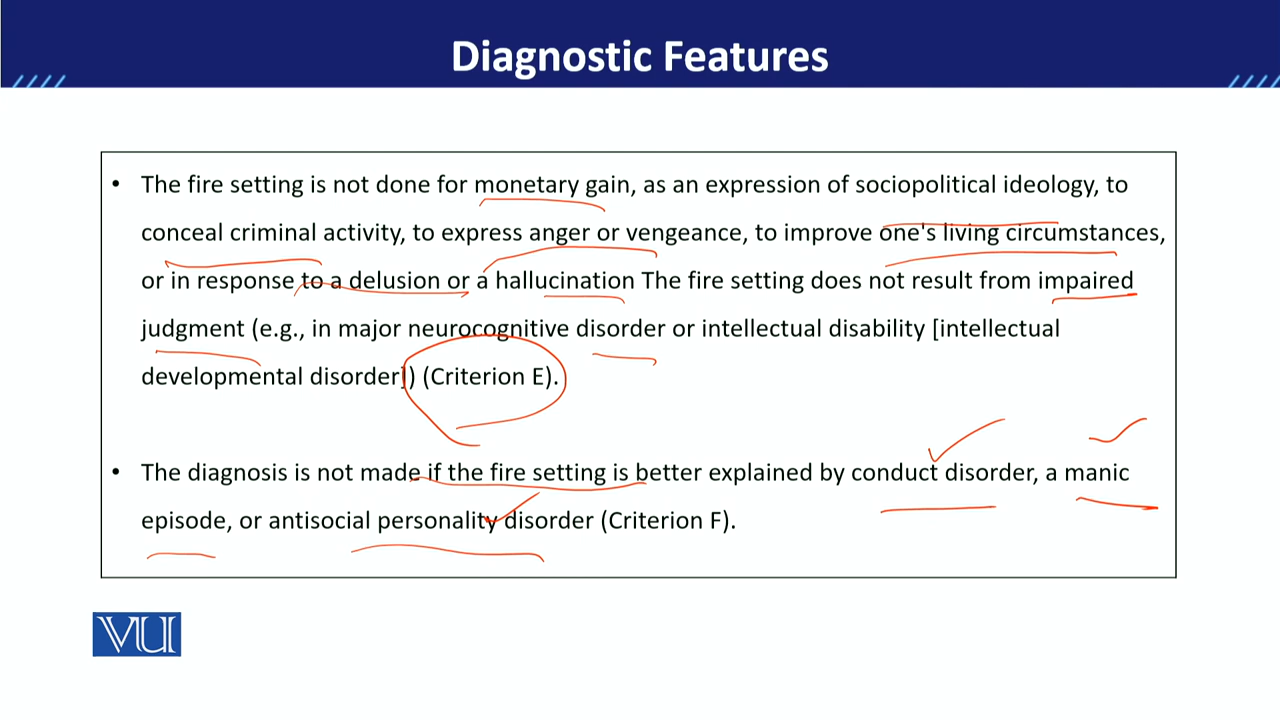 Diagnostic Features
• The fire setting is not done for monetary gain, as an expression of sociopolitical ideology, to
conceal criminal activity, to express anger or vengeance, to improve one's living circumstances,
or in response to a delusion or a hallucination The fire setting does not result from impaired
judgment (e.g., in major neurocognitive disorder or intellectual disability [intellectual
developmental disorder]) (Criterion E).
• The diagnosis is not made if the fire setting is better explained by conduct disorder, a manic
episode, or antisocial personality disorder (Criterion F).
VU